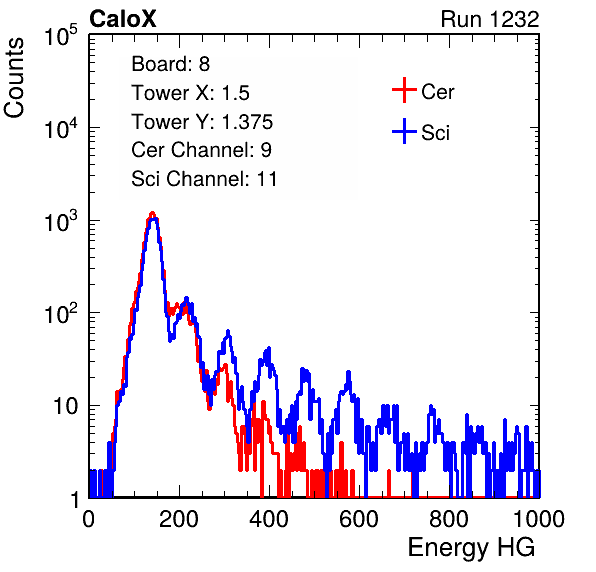 CaloX Run 1232
Counts
10^5
10^4
10^3
10^2
10
1
Board: 8
Tower X: 1.5
Tower Y: 1.375
Cer Channel: 9
Sci Channel: 11
Cer
Sci
0 200 400 600 800 1000
Energy HG